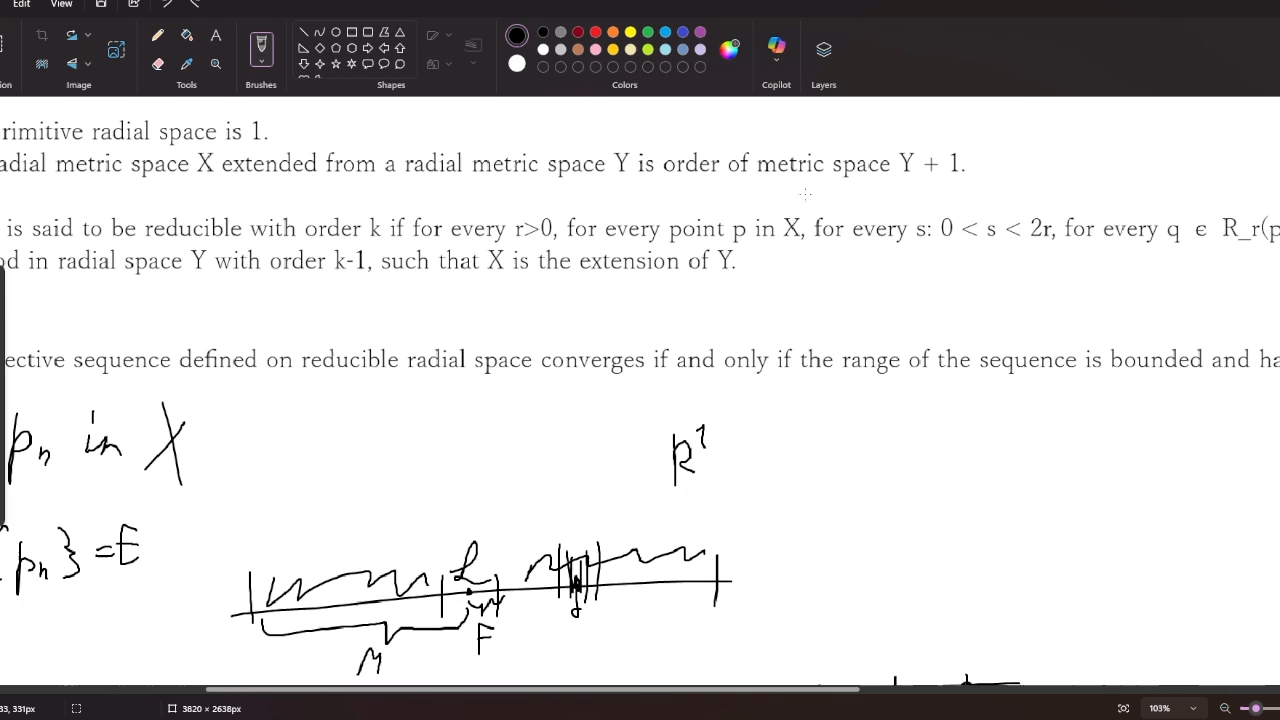 Edit View
Image Tools Brushes Shapes Colors Copilot Layers
rimitive radial space is 1.
adial metric space X extended from a radial metric space Y is order of metric space Y + 1.
is said to be reducible with order k if for every r>0, for every point p in X, for every s: 0 < s < 2r, for every q ϵ R_r(p
d in radial space Y with order k-1, such that X is the extension of Y.
ective sequence defined on reducible radial space converges if and only if the range of the sequence is bounded and ha
pn in X
R¹
pn} = E
L
F
M
33, 331px 3820 × 2638px 103%